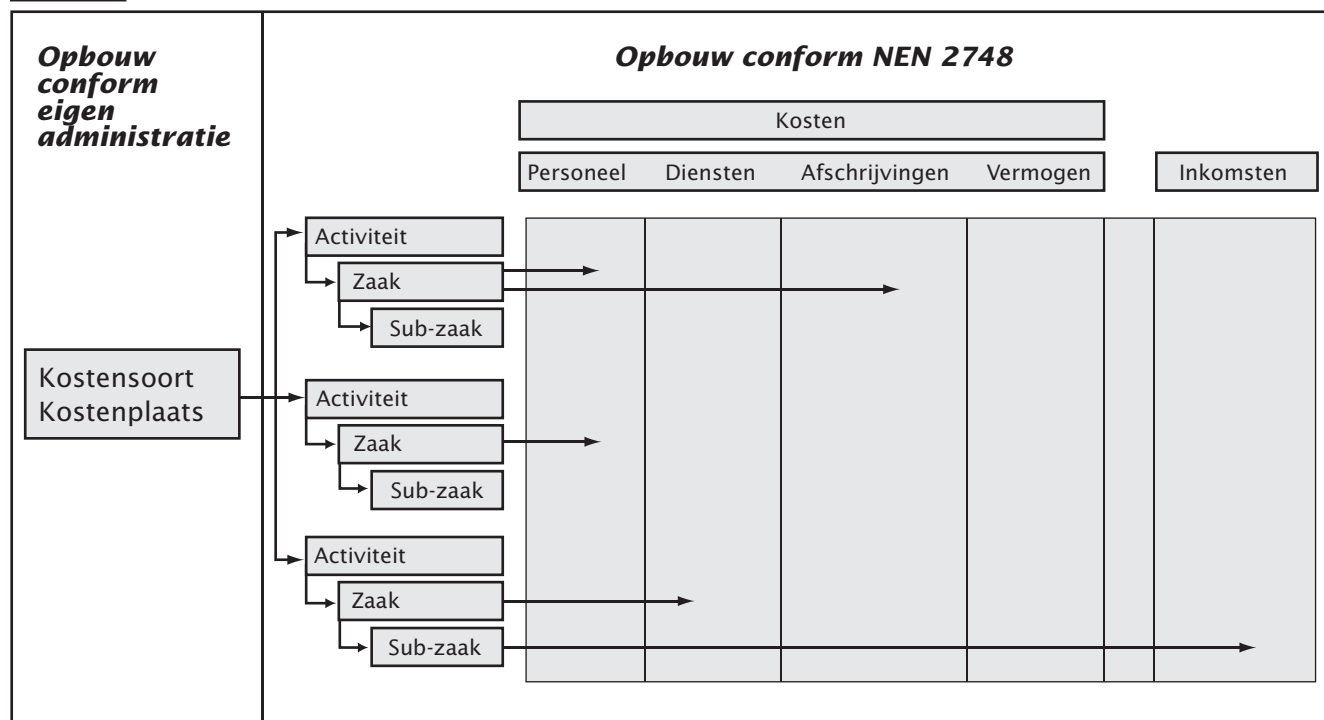 Opbouw
conform
eigen
administratie
Opbouw conform NEN 2748
Kosten
Personeel Diensten Afschrijvingen Vermogen Inkomsten
Activiteit
Zaak
Sub-zaak
Kostensoort
Kostenplaats
Activiteit
Zaak
Sub-zaak
Activiteit
Zaak
Sub-zaak